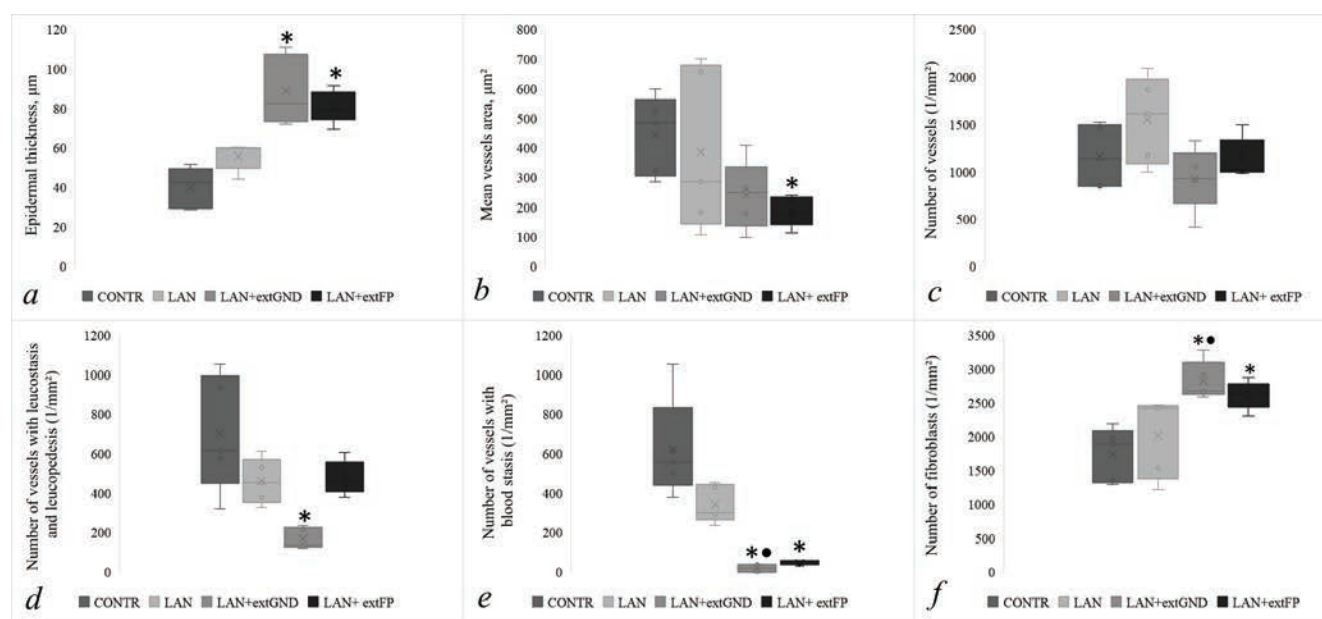 120
100
80
60
40
20
0
Epidermal thickness, µm
*
*
a
CONTR LAN LAN+extGND LAN+extFP
800
700
600
500
400
300
200
100
0
Mean vessels area, µm²
*
b
CONTR LAN LAN+extGND LAN+ extFP
2500
2000
1500
1000
500
0
Number of vessels (1/mm²)
c
CONTR LAN LAN+extGND LAN+ extFP
1200
1000
800
600
400
200
0
Number of vessels with leucostasis
and leucopedesis (1/mm²)
*
d
CONTR LAN LAN+extGND LAN+ extFP
1200
1000
800
600
400
200
0
Number of vessels with
blood stasis (1/mm²)
*●
*
e
CONTR LAN LAN+extGND LAN+ extFP
3500
3000
2500
2000
1500
1000
500
0
Number of fibroblasts (1/mm²)
*●
*
f
CONTR LAN LAN+extGND LAN+extFP